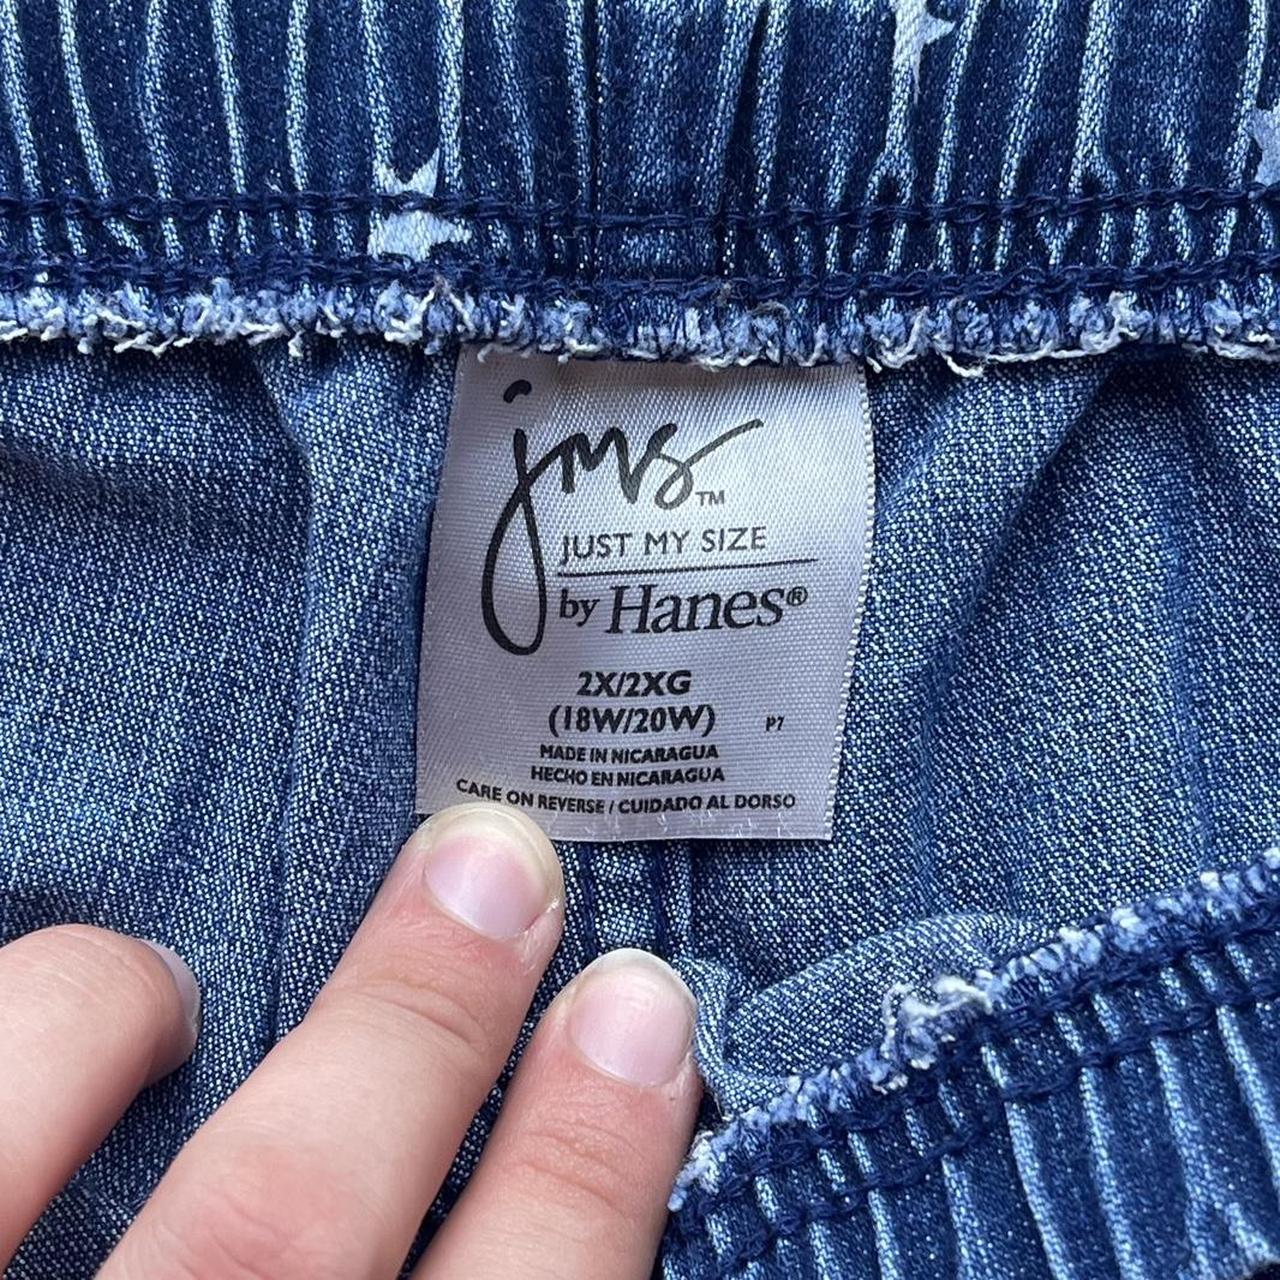 jms™
JUST MY SIZE
by Hanes®
2X/2XG
(18W/20W) P7
MADE IN NICARAGUA
HECHO EN NICARAGUA
CARE ON REVERSE / CUIDADO AL DORSO